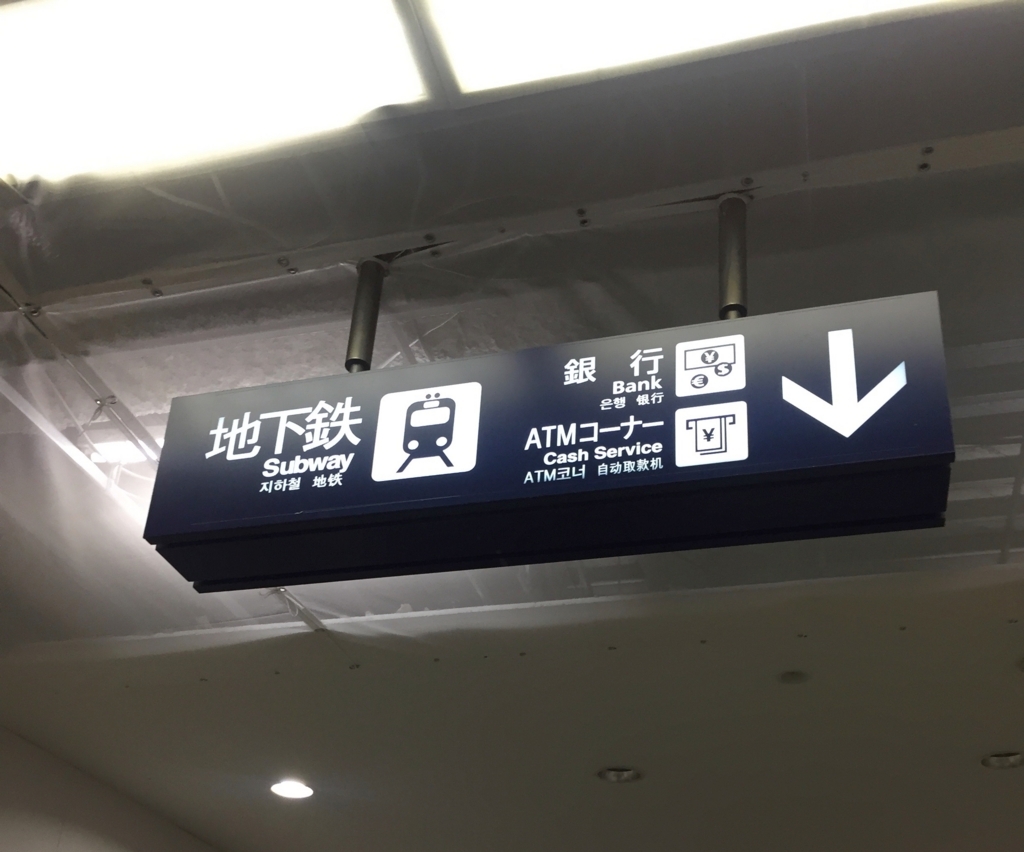 地下鉄
Subway
지하철 地铁
銀行
Bank
은행 银行
ATMコーナー
Cash Service
ATM코너 自动取款机
¥
$
€
¥